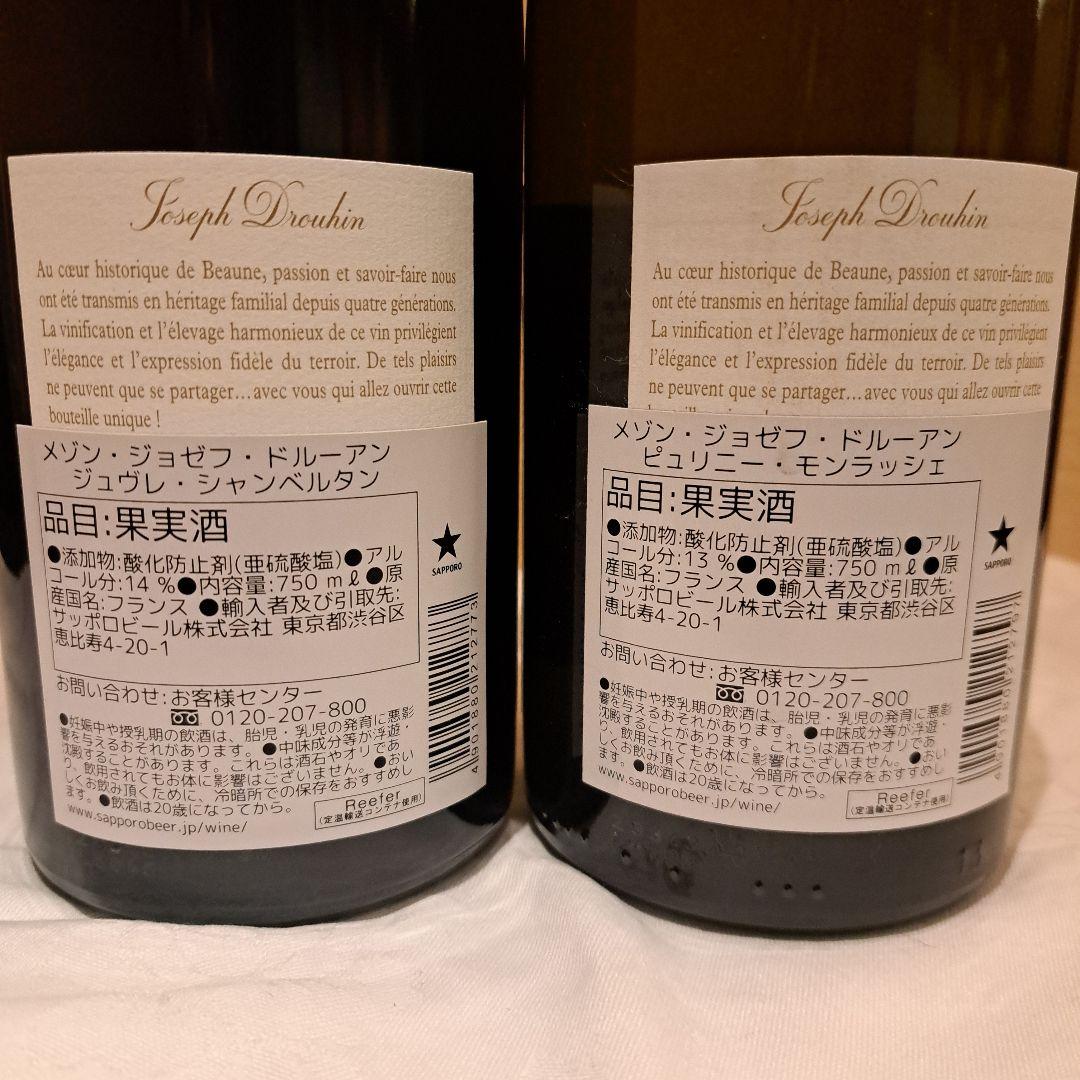 Joseph Drouhin
Au cœur historique de Beaune, passion et savoir-faire nous
ont été transmis en héritage familial depuis quatre générations.
La vinification et l'élevage harmonieux de ce vin privilégient
l'élégance et l'expression fidèle du terroir. De tels plaisirs
ne peuvent que se partager...avec vous qui allez ouvrir cette
bouteille unique !
メゾン・ジョゼフ・ドルーアン
ジュヴレ・シャンベルタン
品目:果実酒
●添加物:酸化防止剤(亜硫酸塩)●アル
コール分:14 %●内容量:750 mℓ●原
産国名:フランス ●輸入者及び引取先:
サッポロビール株式会社 東京都渋谷区
恵比寿4-20-1
お問い合わせ:お客様センター
0120-207-800
●妊娠中や授乳期の飲酒は、胎児・乳児の発育に悪影
響を与えるおそれがあります。●中味成分等が浮遊・
沈殿することがあります。これらは酒石やオリであ
り、飲用されてもお体に影響はございません。●おい
しくお飲み頂くために、冷暗所での保存をおすすめし
ます。●飲酒は20歳になってから。
www.sapporobeer.jp/wine/
Reefer
(定温輸送コンテナ使用)
SAPPORO
4901880212773
Joseph Drouhin
Au cœur historique de Beaune, passion et savoir-faire nous
ont été transmis en héritage familial depuis quatre générations.
La vinification et l'élevage harmonieux de ce vin privilégient
l'élégance et l'expression fidèle du terroir. De tels plaisirs
ne peuvent que se partager...avec vous qui allez ouvrir cette
メゾン・ジョゼフ・ドルーアン
ピュリニー・モンラッシェ
品目:果実酒
●添加物:酸化防止剤(亜硫酸塩)●アル
コール分:13 %●内容量:750 mℓ●原
産国名:フランス ●輸入者及び引取先:
サッポロビール株式会社 東京都渋谷区
恵比寿4-20-1
お問い合わせ:お客様センター
0120-207-800
●妊娠中や授乳期の飲酒は、胎児・乳児の発育に悪影
響を与えるおそれがあります。●中味成分等が浮遊・
沈殿することがあります。これらは酒石やオリであ
り、飲用されてもお体に影響はございません。●おい
しくお飲み頂くために、冷暗所での保存をおすすめし
ます。●飲酒は20歳になってから。
www.sapporobeer.jp/wine/
Reefer
(定温輸送コンテナ使用)
SAPPORO
4901880212797